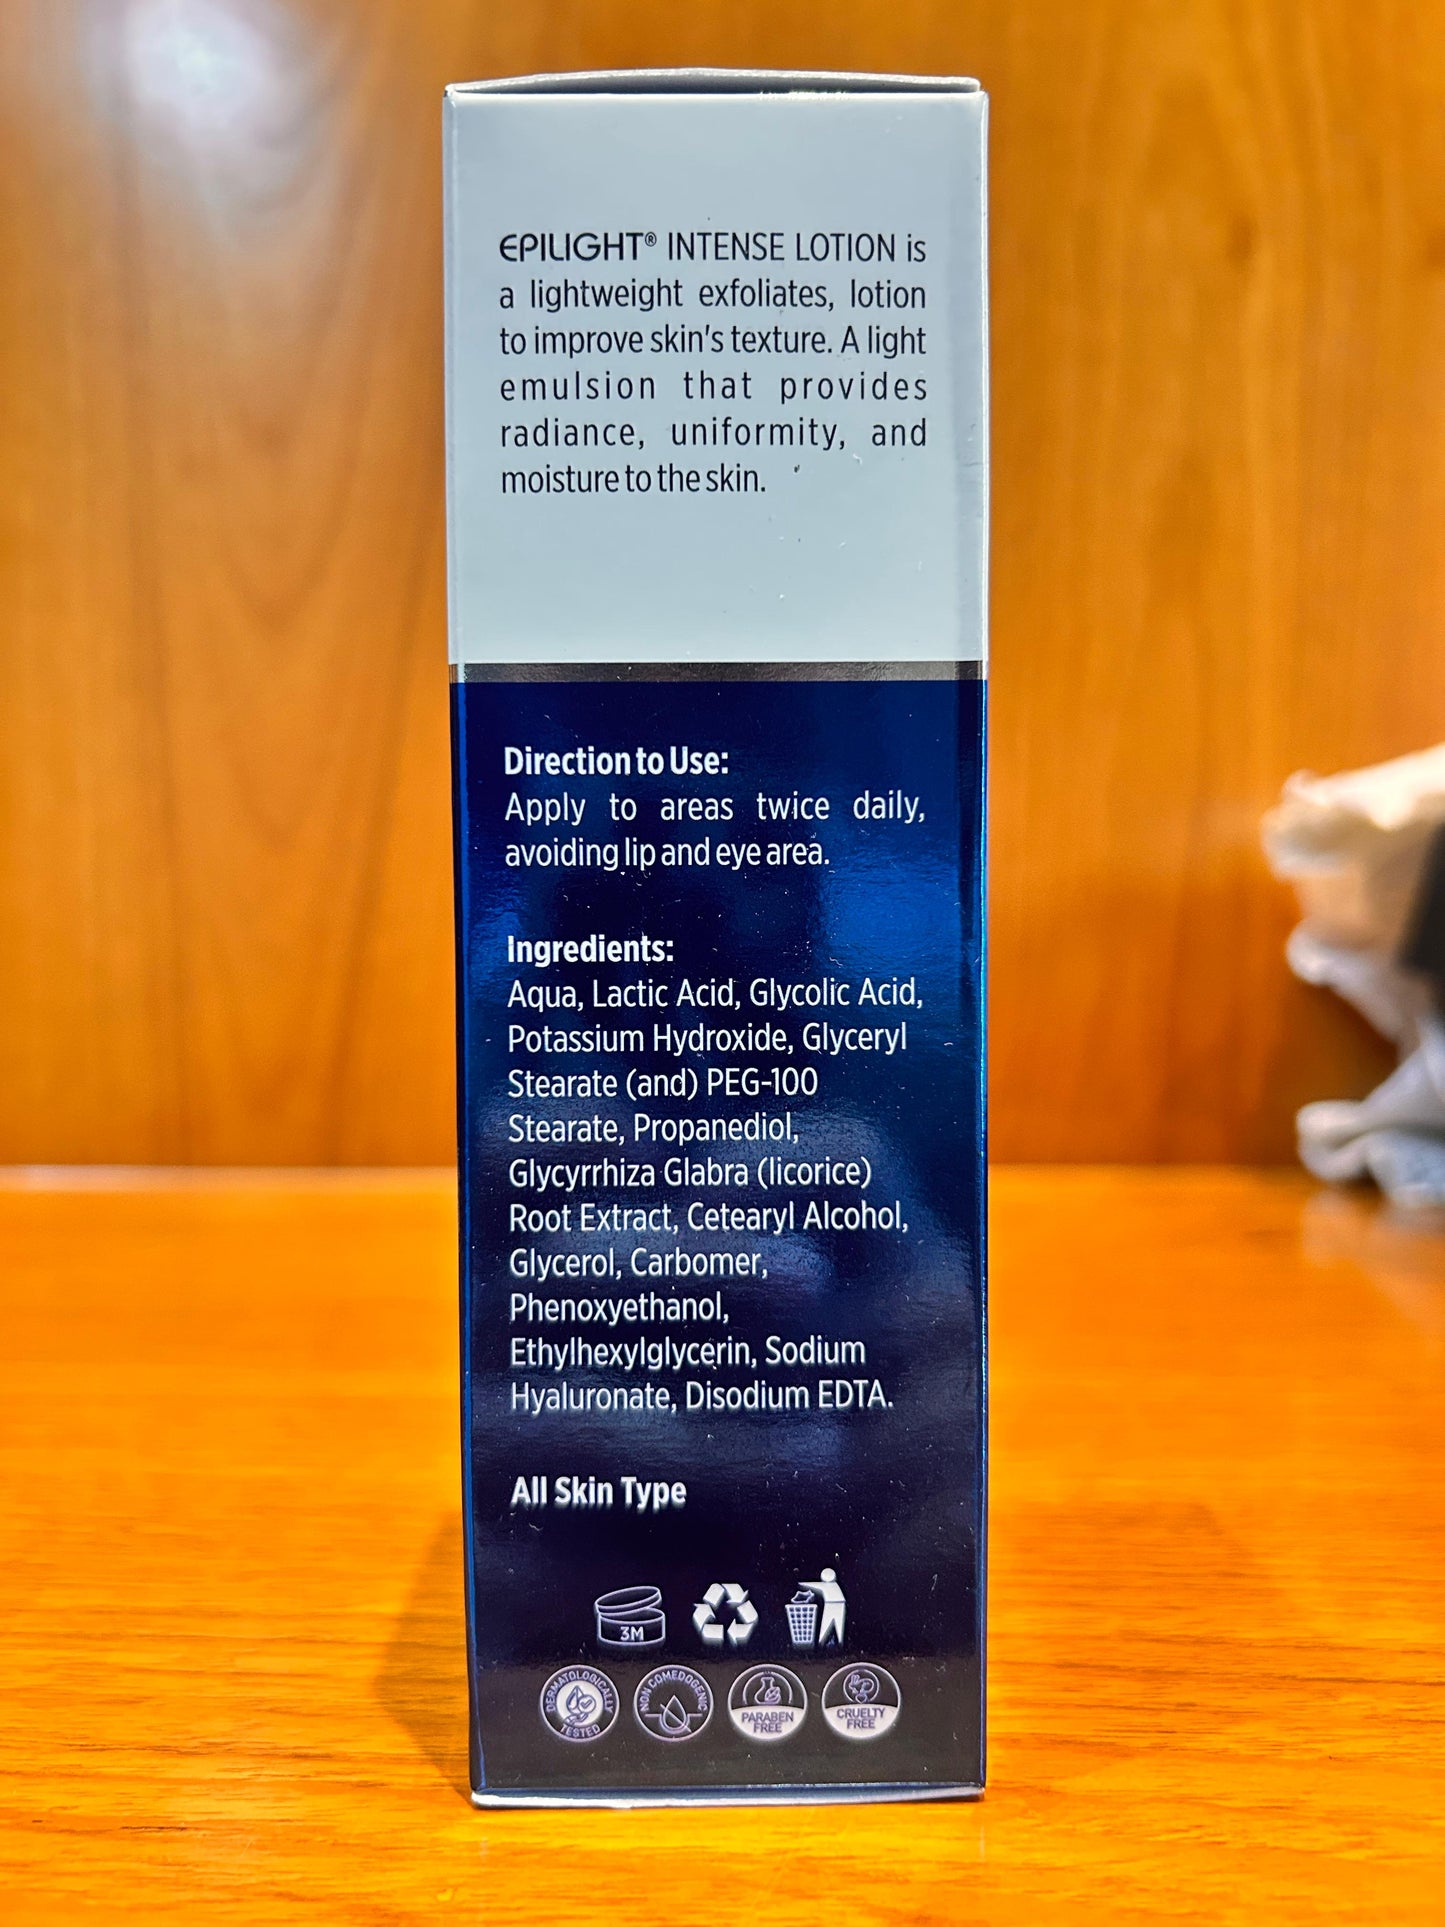 EPILIGHT® INTENSE LOTION is
a lightweight exfoliates, lotion
to improve skin's texture. A light
emulsion that provides
radiance, uniformity, and
moisture to the skin.
Direction to Use:
Apply to areas twice daily,
avoiding lip and eye area.
Ingredients:
Aqua, Lactic Acid, Glycolic Acid,
Potassium Hydroxide, Glyceryl
Stearate (and) PEG-100
Stearate, Propanediol,
Glycyrrhiza Glabra (licorice)
Root Extract, Cetearyl Alcohol,
Glycerol, Carbomer,
Phenoxyethanol,
Ethylhexylglycerin, Sodium
Hyaluronate, Disodium EDTA.
All Skin Type
3M
DERMATOLOGICALLY
TESTED
NON COMEDOGENIC
PARABEN
FREE
CRUELTY
FREE